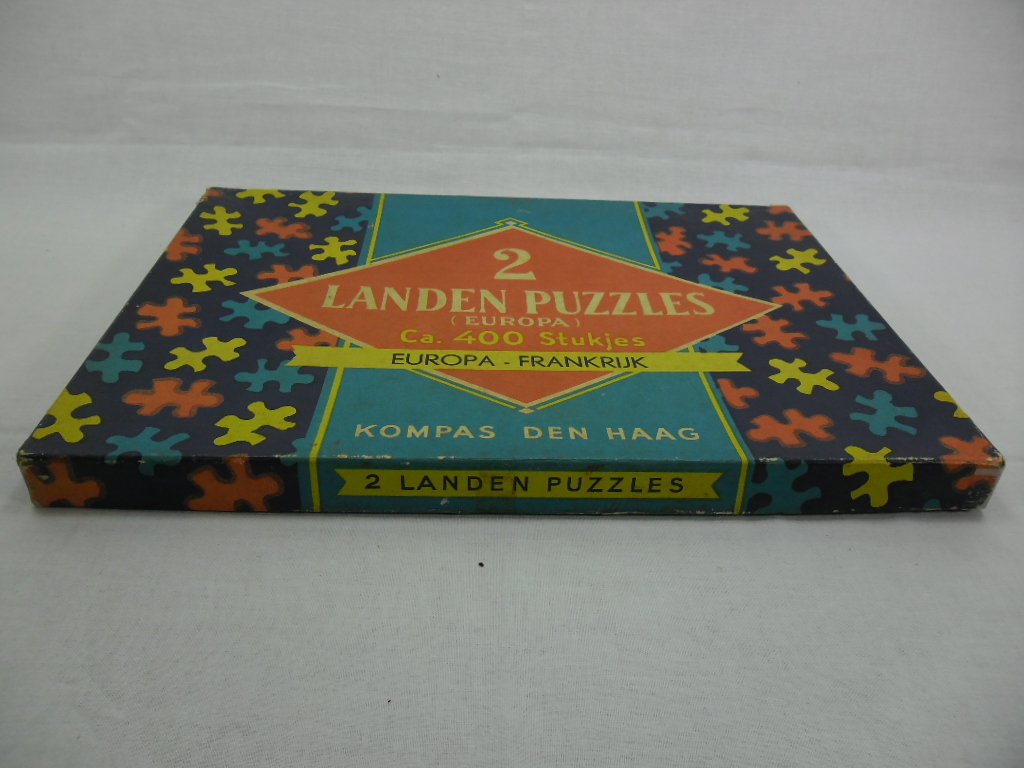 2
LANDEN PUZZLES
(EUROPA)
Ca. 400 Stukjes
EUROPA - FRANKRIJK
KOMPAS DEN HAAG
2 LANDEN PUZZLES